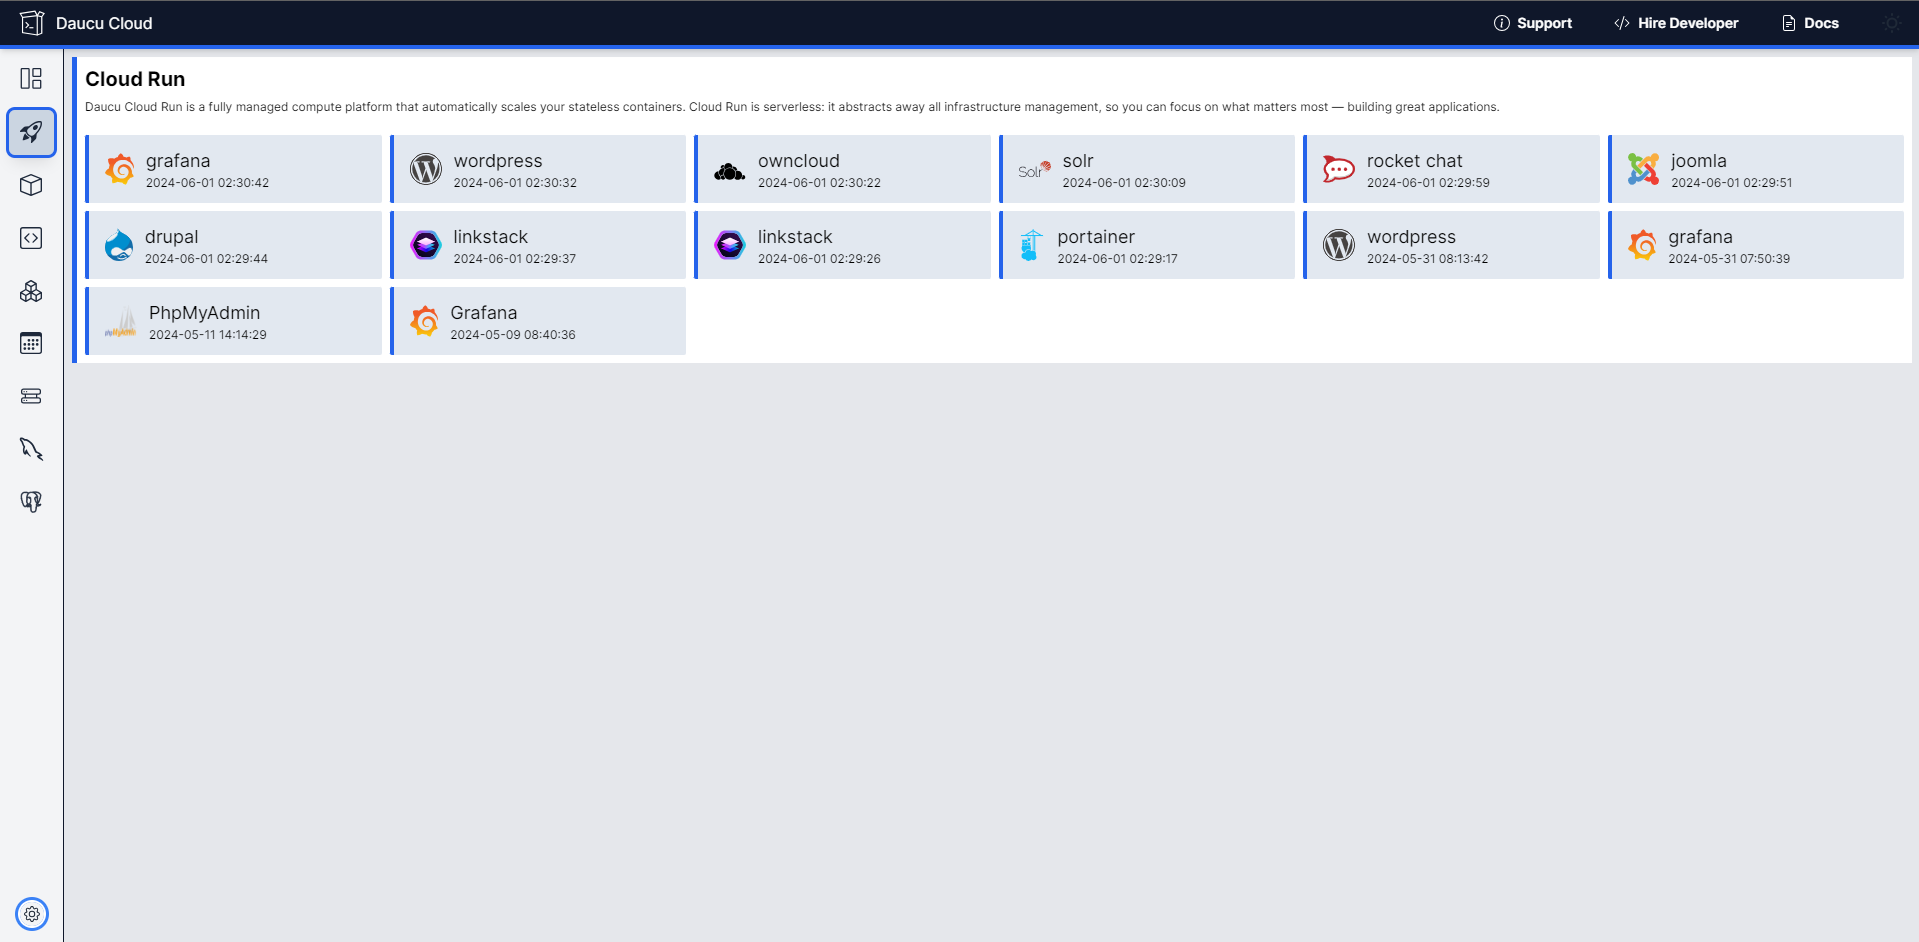 Daucu Cloud
Support
Hire Developer
Docs
Cloud Run
Daucu Cloud Run is a fully managed compute platform that automatically scales your stateless containers. Cloud Run is serverless: it abstracts away all infrastructure management, so you can focus on what matters most — building great applications.
grafana
2024-06-01 02:30:42
wordpress
2024-06-01 02:30:32
owncloud
2024-06-01 02:30:22
Solr
solr
2024-06-01 02:30:09
rocket chat
2024-06-01 02:29:59
joomla
2024-06-01 02:29:51
drupal
2024-06-01 02:29:44
linkstack
2024-06-01 02:29:37
linkstack
2024-06-01 02:29:26
portainer
2024-06-01 02:29:17
wordpress
2024-05-31 08:13:42
grafana
2024-05-31 07:50:39
phpMyAdmin
PhpMyAdmin
2024-05-11 14:14:29
Grafana
2024-05-09 08:40:36